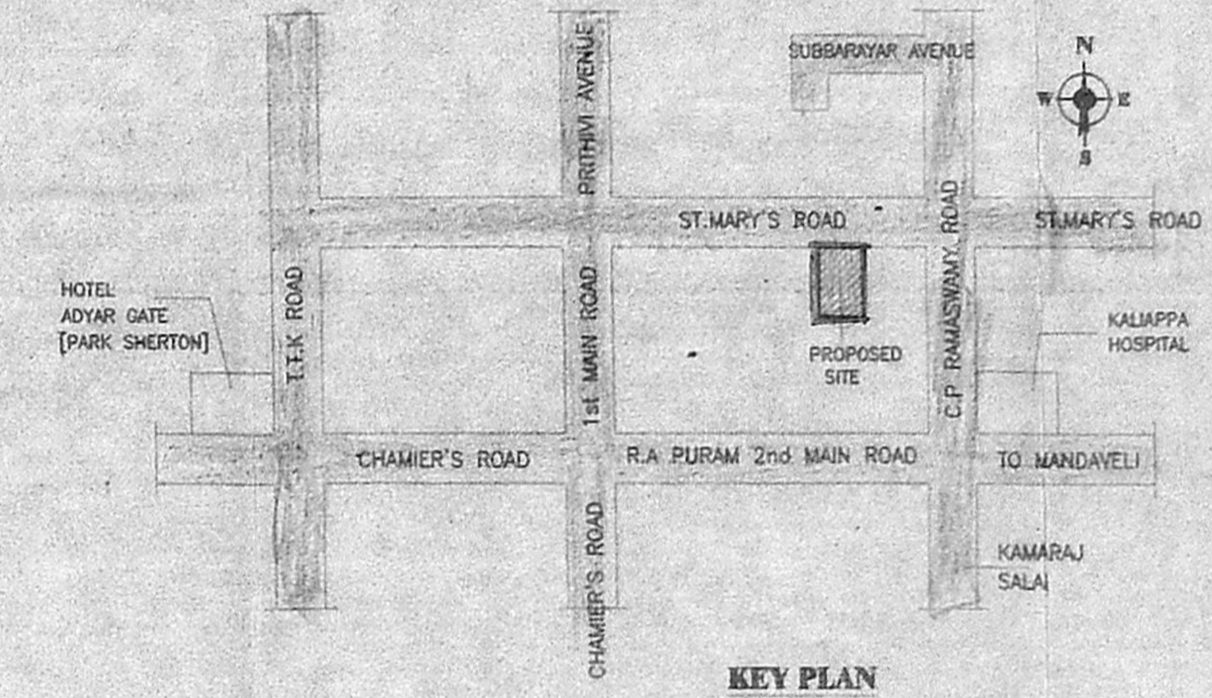 PRITHIVI AVENUE
SUBBARAYAR AVENUE
N
W E
S
ST.MARY'S ROAD
ST.MARY'S ROAD
HOTEL
ADYAR GATE
[PARK SHERTON]
T.T.K ROAD
1st MAIN ROAD
C.P RAMASWAMY ROAD
PROPOSED
SITE
KALIAPPA
HOSPITAL
CHAMIER'S ROAD
R.A PURAM 2nd MAIN ROAD
TO MANDAVELI
CHAMIER'S ROAD
KAMARAJ
SALAI
KEY PLAN